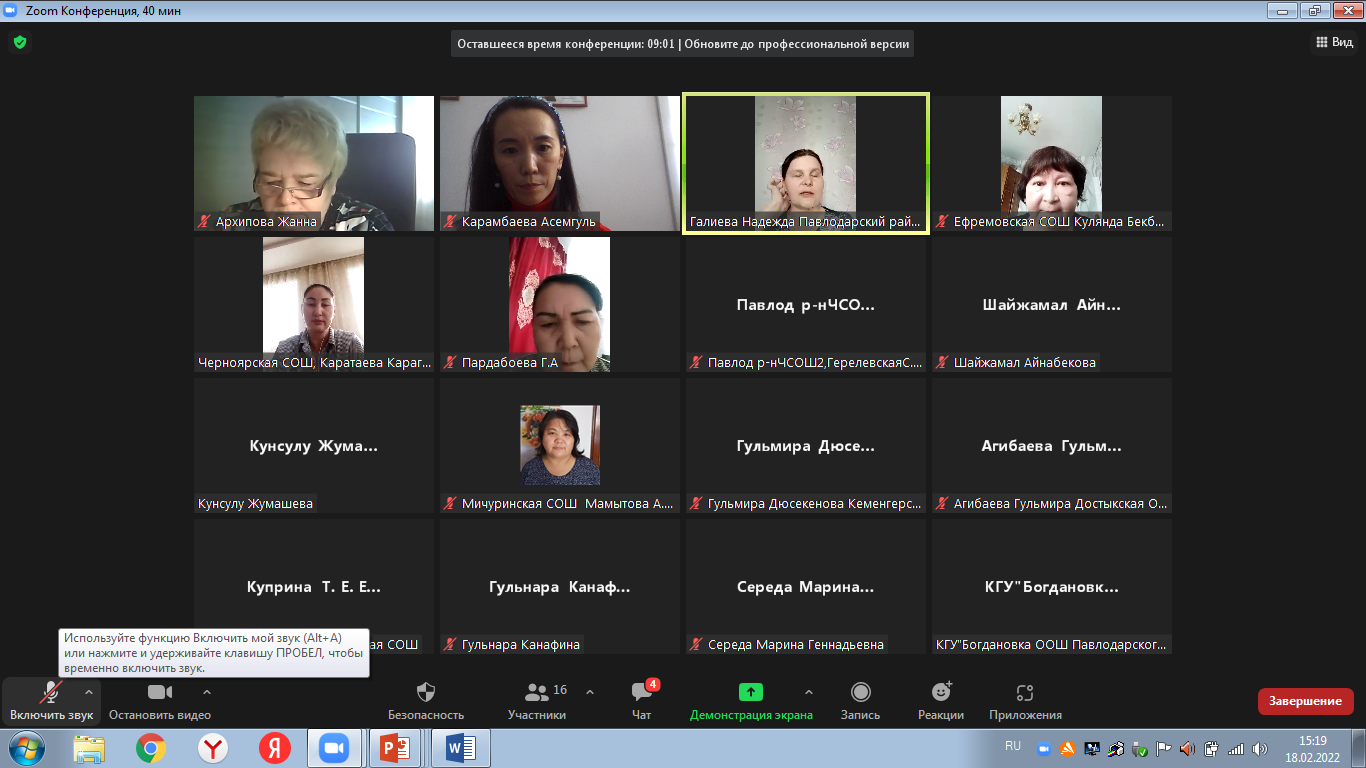 Zoom Конференция, 40 мин
Оставшееся время конференции: 09:01 | Обновите до профессиональной версии
Вид
Архипова Жанна
Карамбаева Асемгуль
Галиева Надежда Павлодарский рай...
Ефремовская СОШ Кулянда Бекб...
Павлод р-нЧСО...
Шайжамал Айн...
Черноярская СОШ, Каратаева Караг...
Пардабоева Г.А
Павлод р-нЧСОШ2,ГерелевскаяС....
Шайжамал Айнабекова
Кунсулу Жума...
Гульмира Дюсе...
Агибаева Гульм...
Кунсулу Жумашева
Мичуринская СОШ Мамытова А....
Гульмира Дюсекенова Кеменгерс...
Агибаева Гульмира Достыкская О...
Куприна Т. Е. Е...
Гульнара Канаф...
Середа Марина...
КГУ"Богдановк...
СОШ
Гульнара Канафина
Середа Марина Геннадьевна
КГУ"Богдановка ООШ Павлодарског...
Используйте функцию Включить мой звук (Alt+A)
или нажмите и удерживайте клавишу ПРОБЕЛ, чтобы
временно включить звук.
16
4
Включить звук
Остановить видео
Безопасность
Участники
Чат
Демонстрация экрана
Запись
Реакции
Приложения
Завершение
RU
15:19
18.02.2022